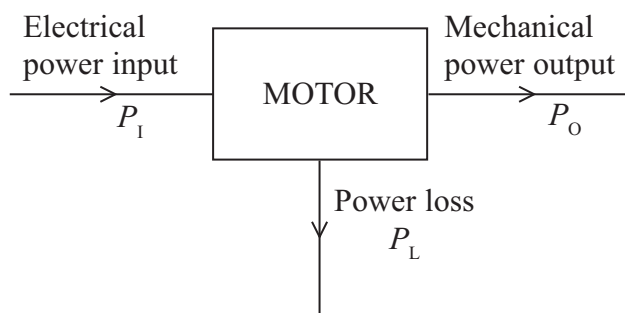 Electrical
power input
P_I
MOTOR
Mechanical
power output
P_O
Power loss
P_L